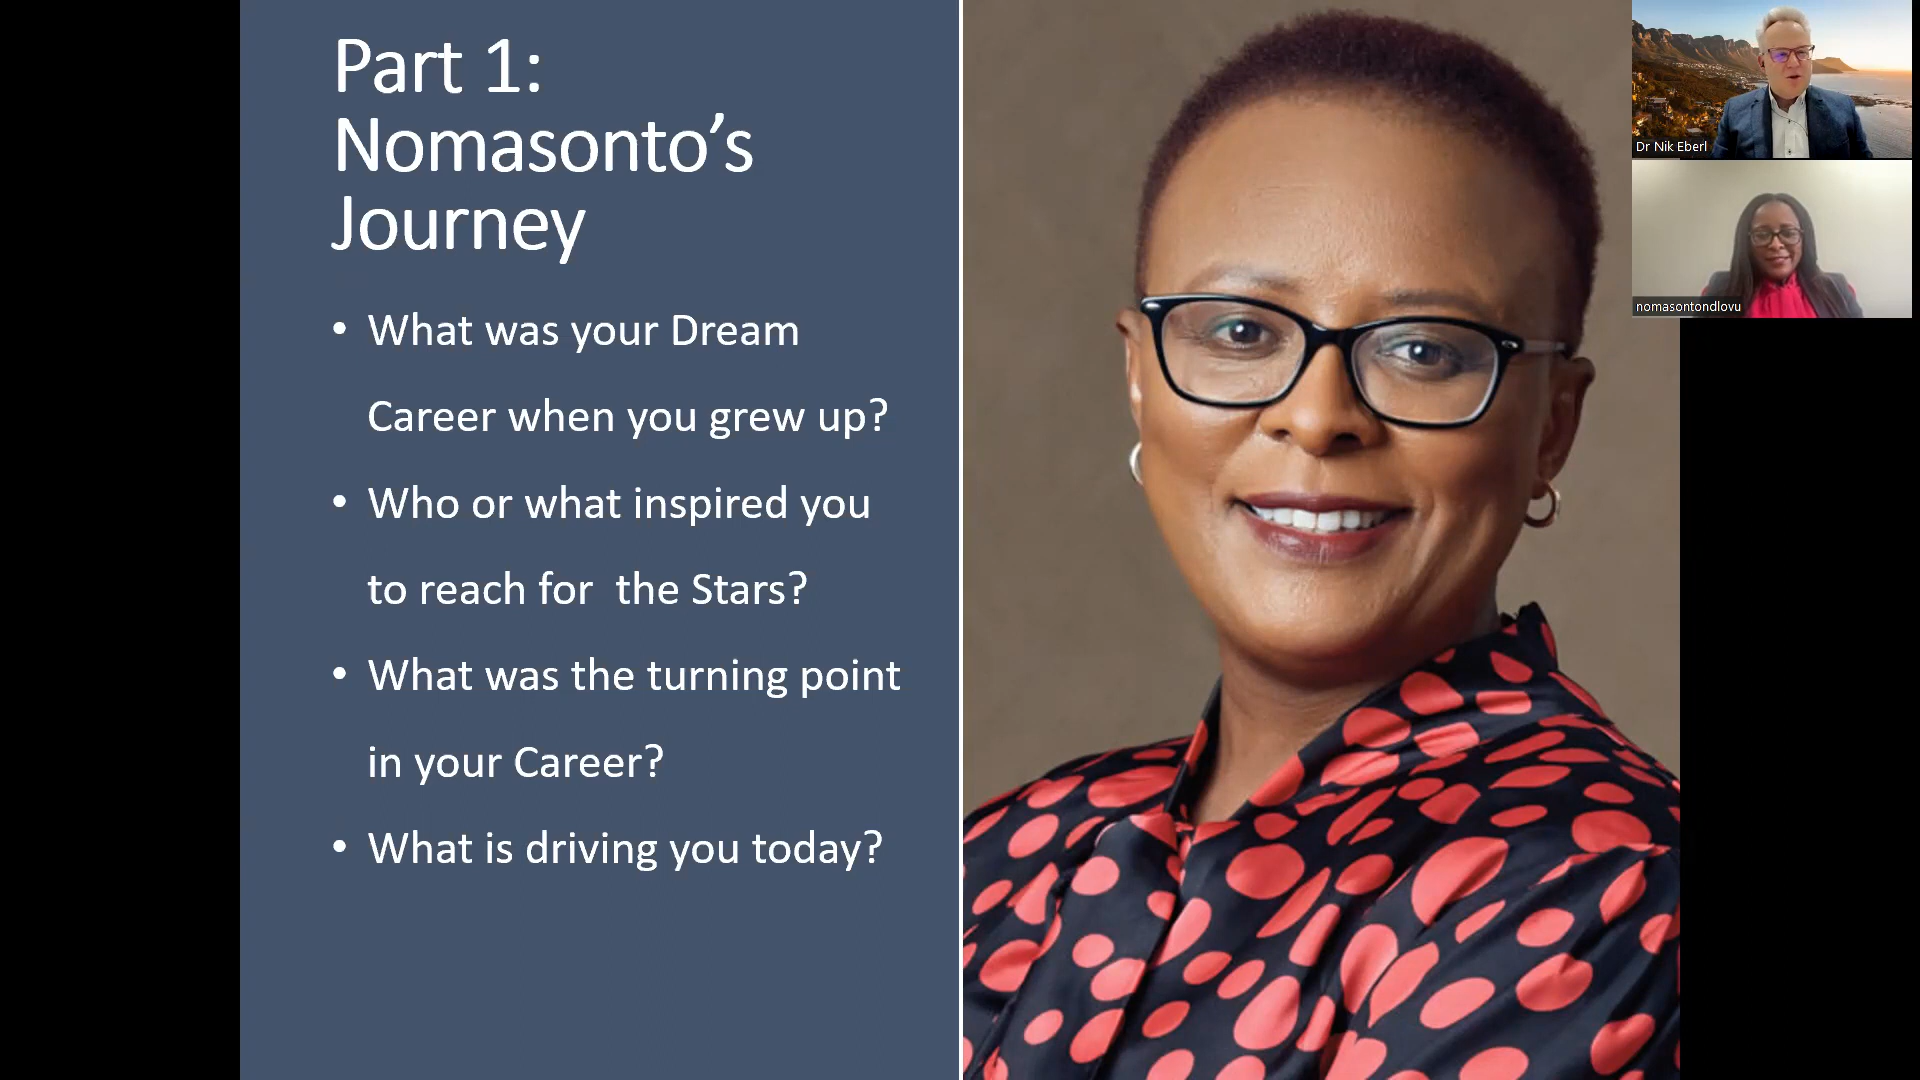 Part 1:
Nomasonto’s
Journey
• What was your Dream
Career when you grew up?
• Who or what inspired you
to reach for  the Stars?
• What was the turning point
in your Career?
• What is driving you today?
Dr Nik Eberl
nomasontondlovu